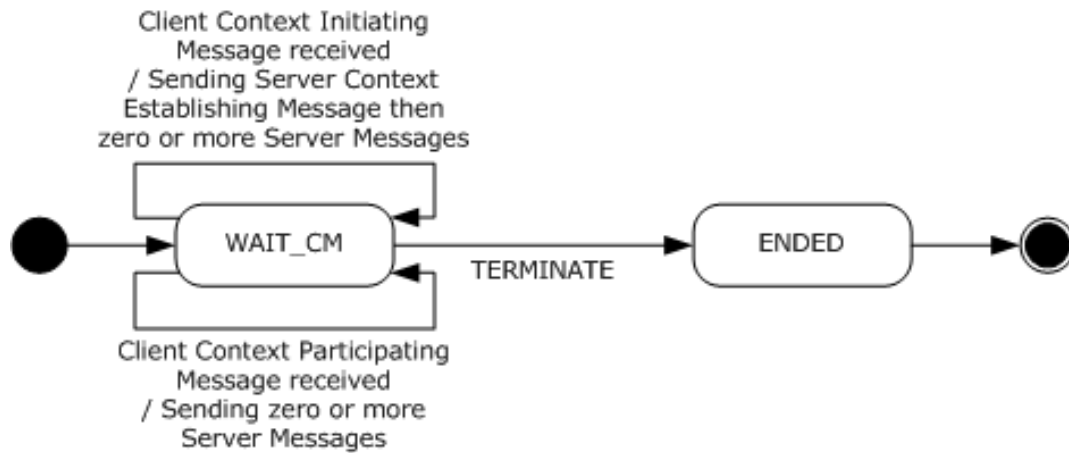 Client Context Initiating
Message received
/ Sending Server Context
Establishing Message then
zero or more Server Messages
WAIT_CM
ENDED
TERMINATE
Client Context Participating
Message received
/ Sending zero or more
Server Messages